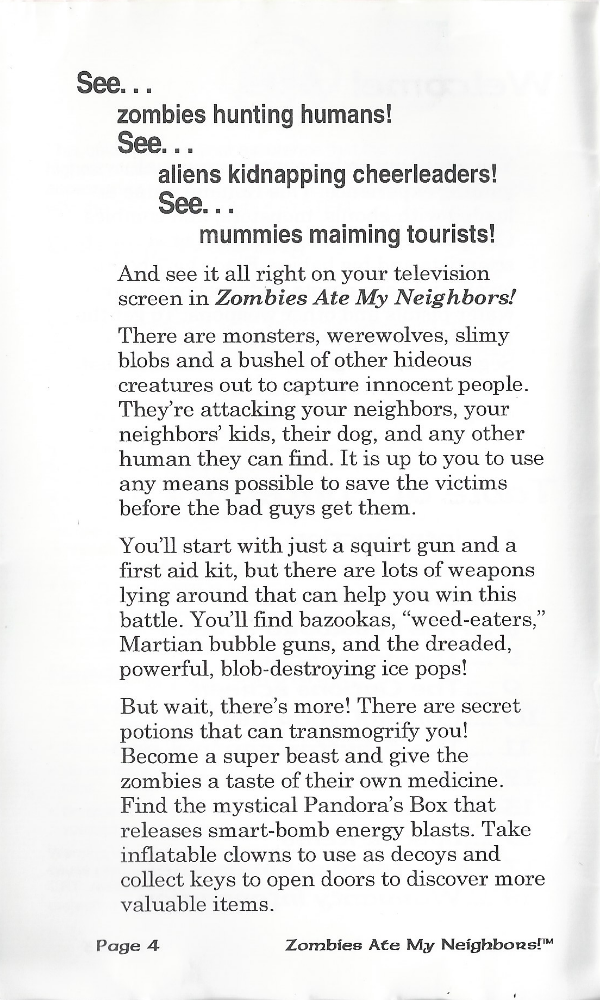 See. . .
zombies hunting humans!
See. . .
aliens kidnapping cheerleaders!
See. . .
mummies maiming tourists!
And see it all right on your television
screen in Zombies Ate My Neighbors!
There are monsters, werewolves, slimy
blobs and a bushel of other hideous
creatures out to capture innocent people.
They're attacking your neighbors, your
neighbors' kids, their dog, and any other
human they can find. It is up to you to use
any means possible to save the victims
before the bad guys get them.
You'll start with just a squirt gun and a
first aid kit, but there are lots of weapons
lying around that can help you win this
battle. You'll find bazookas, “weed-eaters,”
Martian bubble guns, and the dreaded,
powerful, blob-destroying ice pops!
But wait, there's more! There are secret
potions that can transmogrify you!
Become a super beast and give the
zombies a taste of their own medicine.
Find the mystical Pandora's Box that
releases smart-bomb energy blasts. Take
inflatable clowns to use as decoys and
collect keys to open doors to discover more
valuable items.
Page 4 Zombies Ate My Neighbors!™